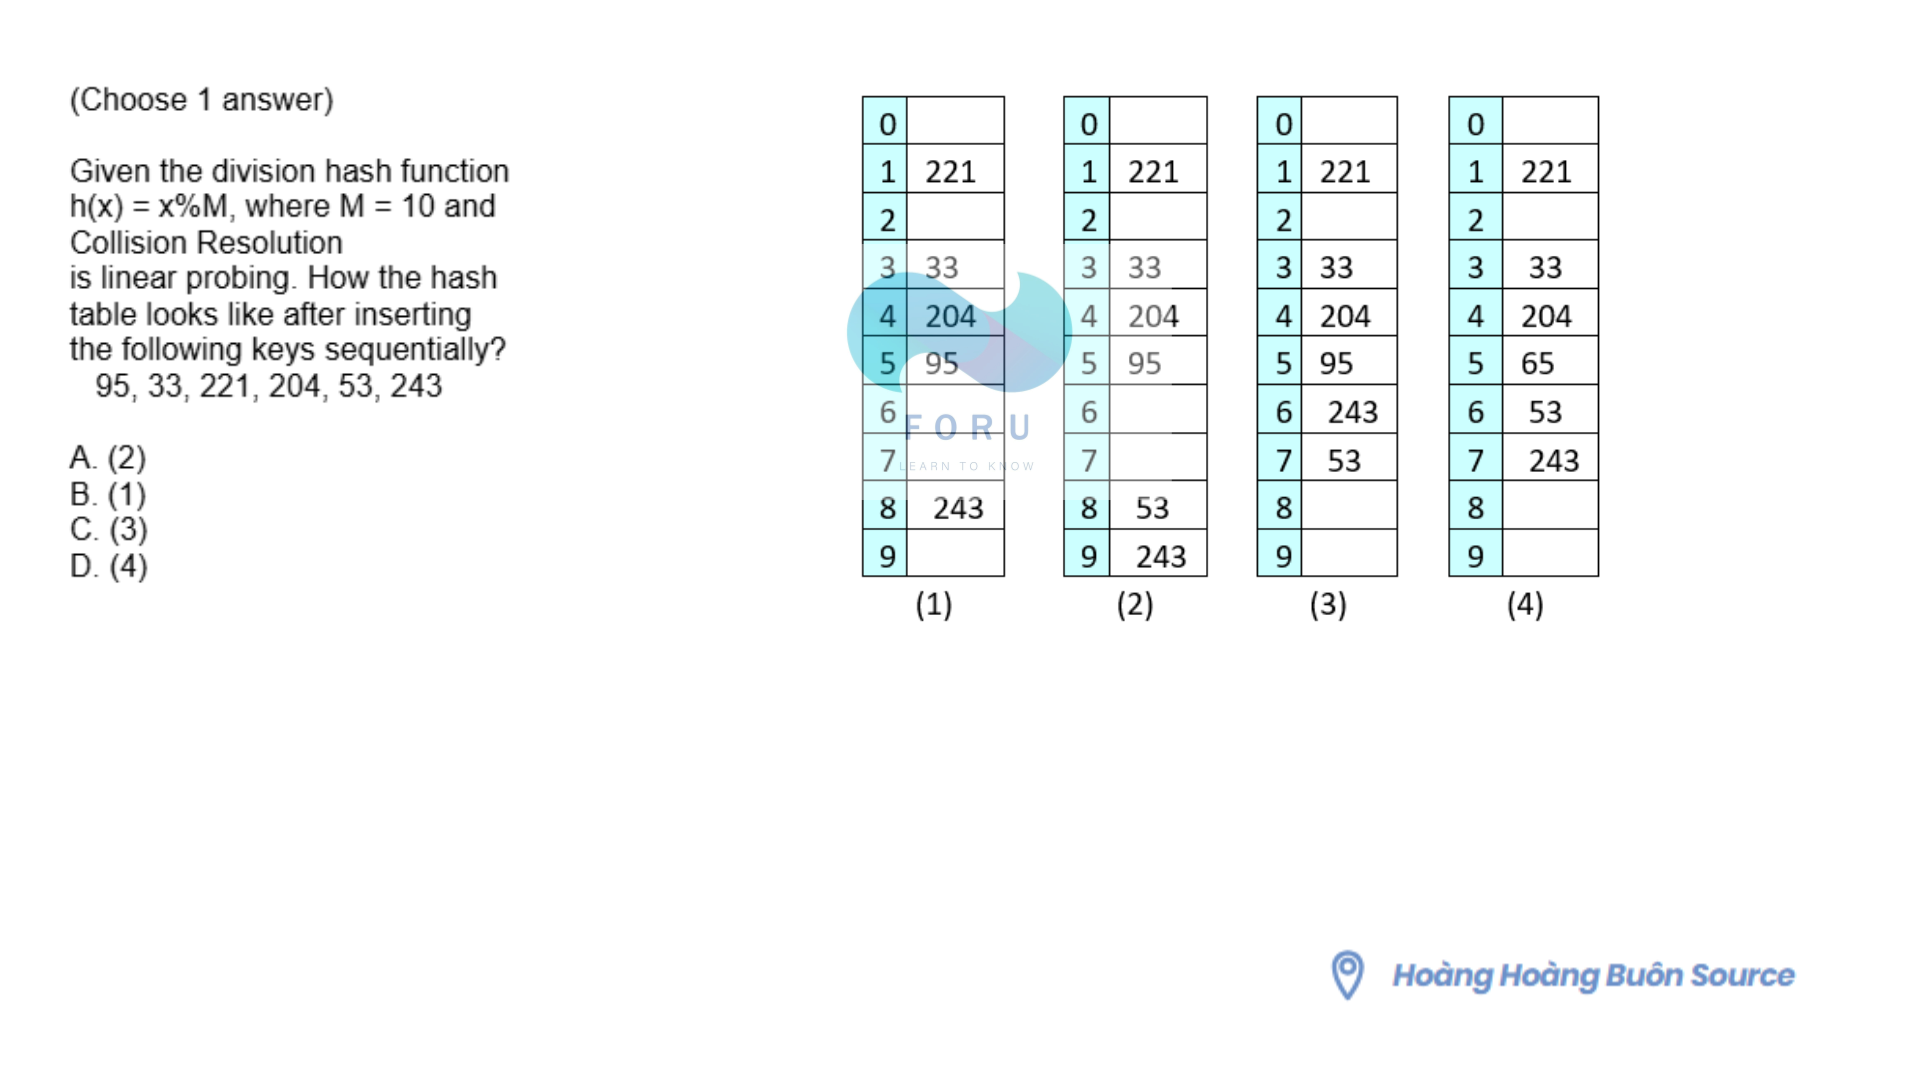 (Choose 1 answer)
Given the division hash function
h(x) = x%M, where M = 10 and
Collision Resolution
is linear probing. How the hash
table looks like after inserting
the following keys sequentially?
95, 33, 221, 204, 53, 243
A. (2)
B. (1)
C. (3)
D. (4)
0
1 221
2
3 33
4 204
5 95
6
7
8 243
9
(1)
0
1 221
2
3 33
4 204
5 95
6
7
8 53
9 243
(2)
0
1 221
2
3 33
4 204
5 95
6 243
7 53
8
9
(3)
0
1 221
2
3 33
4 204
5 65
6 53
7 243
8
9
(4)
FORU
LEARN TO KNOW
Hoàng Hoàng Buôn Source